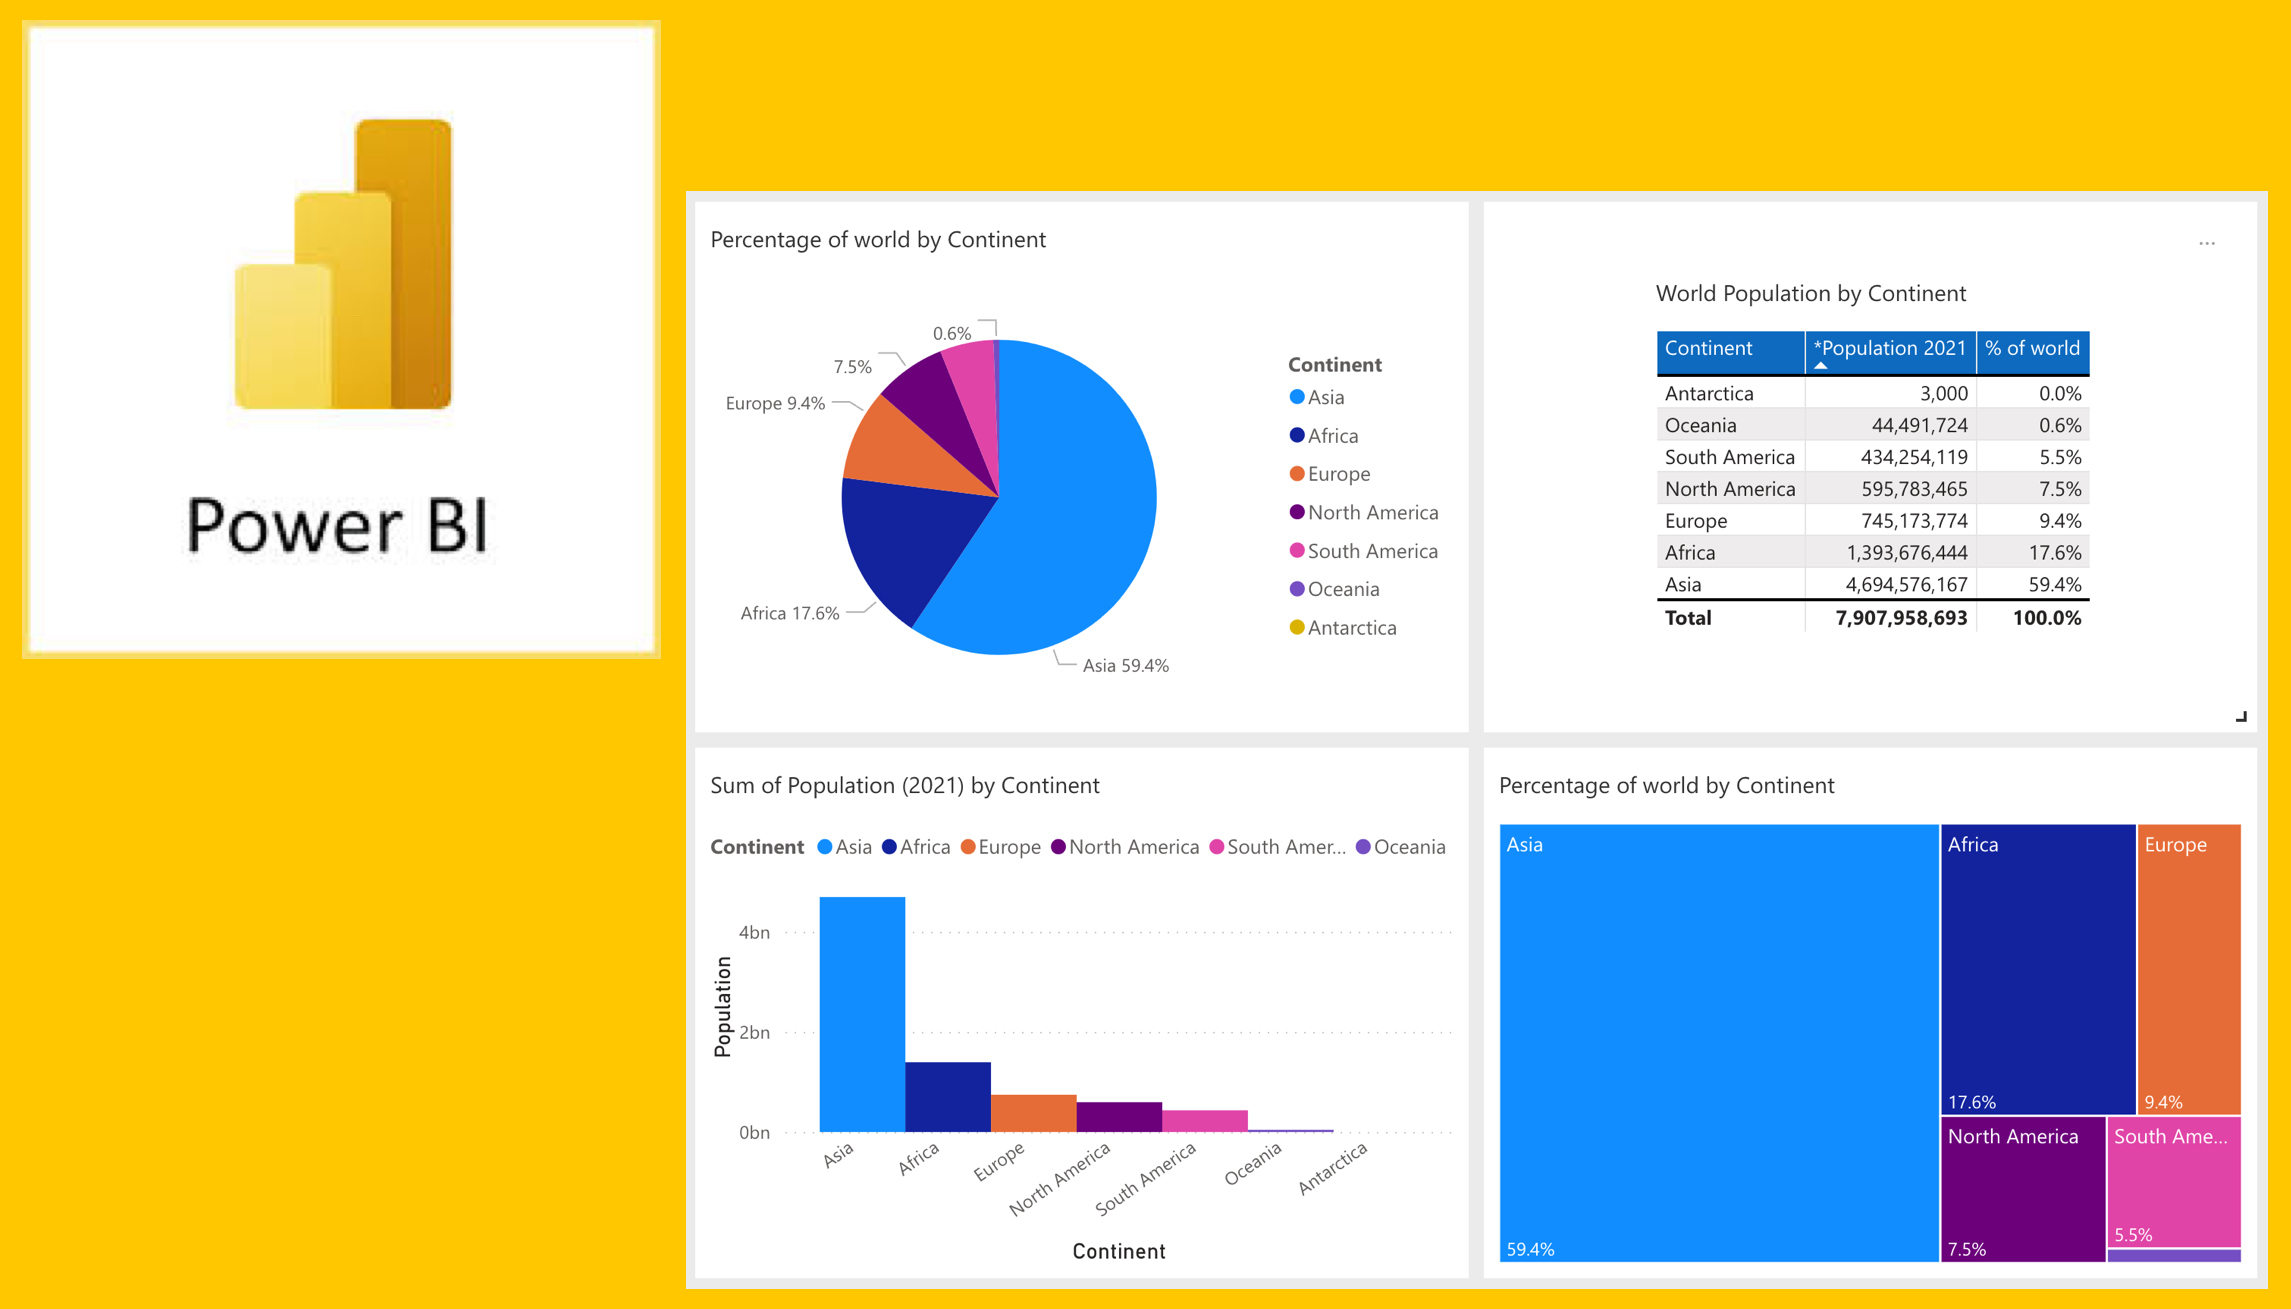 Power BI
Percentage of world by Continent
0.6%
7.5%
Europe 9.4%
Africa 17.6%
Asia 59.4%
Continent
Asia
Africa
Europe
North America
South America
Oceania
Antarctica
...
World Population by Continent
Continent *Population 2021 % of world
Antarctica 3,000 0.0%
Oceania 44,491,724 0.6%
South America 434,254,119 5.5%
North America 595,783,465 7.5%
Europe 745,173,774 9.4%
Africa 1,393,676,444 17.6%
Asia 4,694,576,167 59.4%
Total 7,907,958,693 100.0%
Sum of Population (2021) by Continent
Continent Asia Africa Europe North America South Amer... Oceania
Population
4bn
2bn
0bn
Asia
Africa
Europe
North America
South America
Oceania
Antarctica
Continent
Percentage of world by Continent
Asia
59.4%
Africa
17.6%
Europe
9.4%
North America
7.5%
South Ame...
5.5%